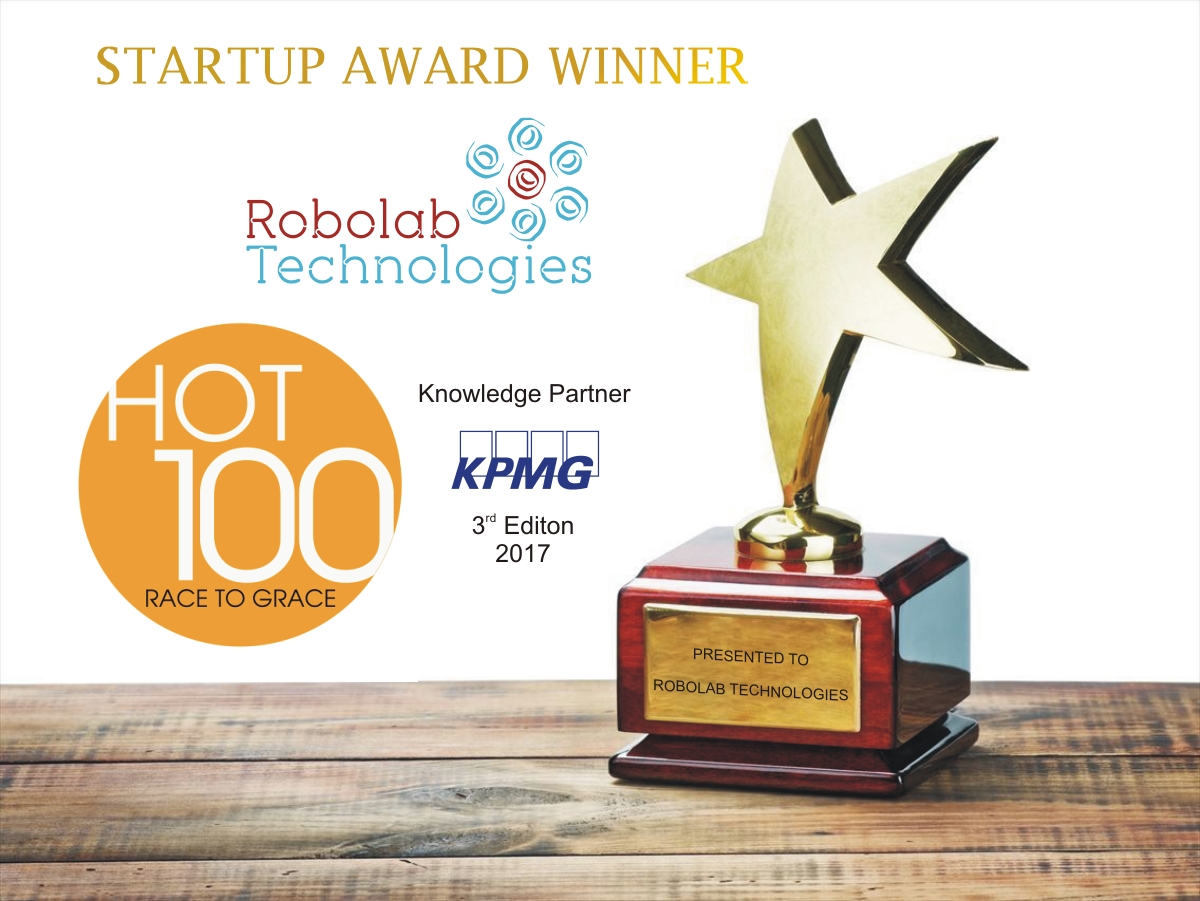 STARTUP AWARD WINNER
Robolab
Technologies
HOT
100
RACE TO GRACE
Knowledge Partner
KPMG
3rd Editon
2017
PRESENTED TO
ROBOLAB TECHNOLOGIES